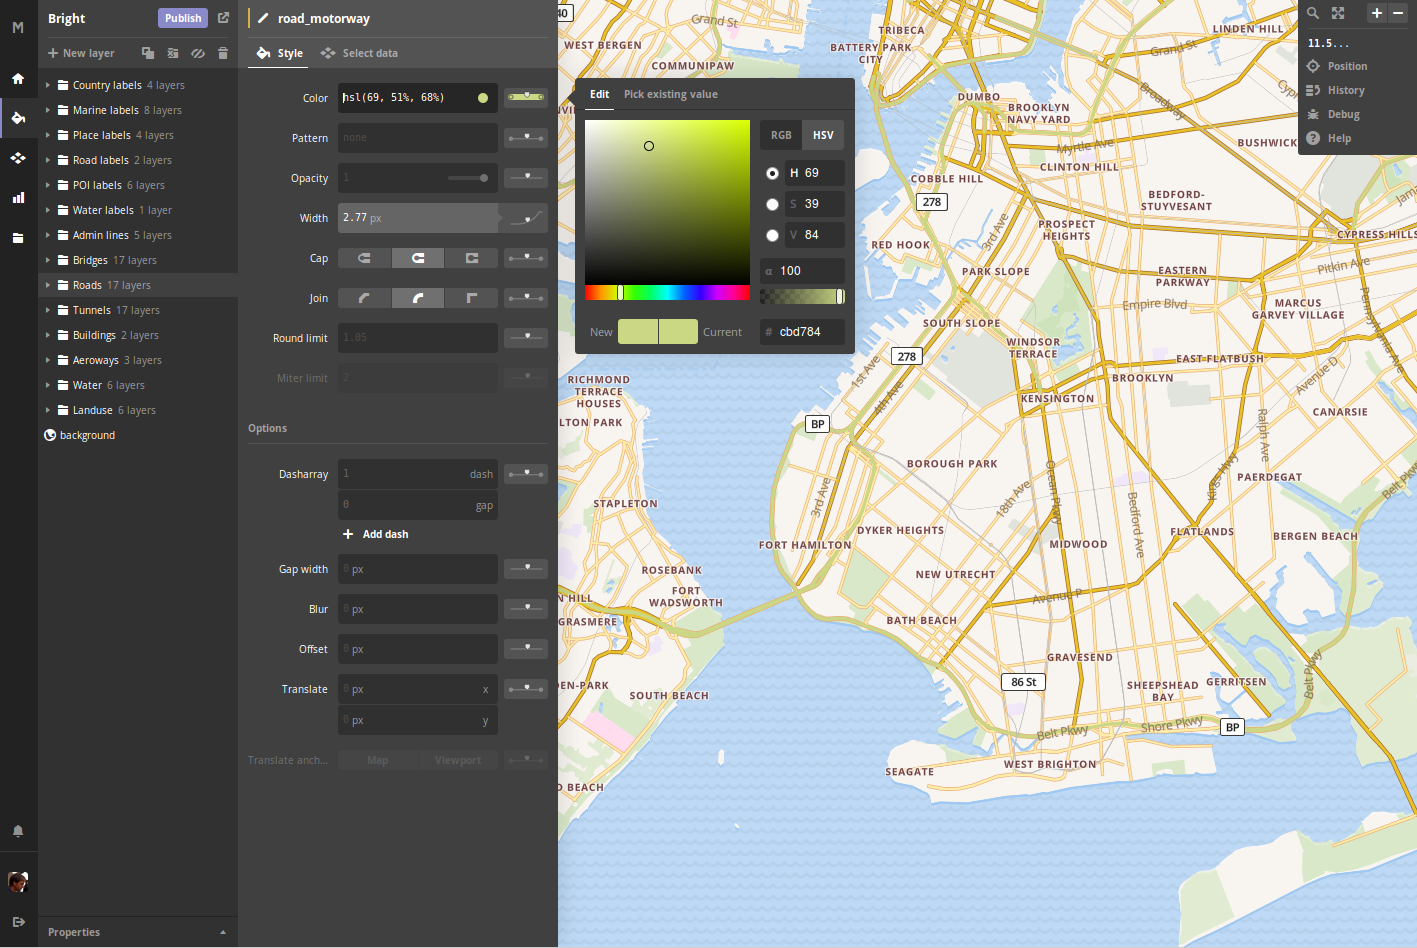 M
Bright
Publish
New layer
Country labels 4 layers
Marine labels 8 layers
Place labels 4 layers
Road labels 2 layers
POI labels 6 layers
Water labels 1 layer
Admin lines 5 layers
Bridges 17 layers
Roads 17 layers
Tunnels 17 layers
Buildings 2 layers
Aeroways 3 layers
Water 6 layers
Landuse 6 layers
background
Properties
road_motorway
Style
Select data
Color hsl(69, 51%, 68%)
Pattern none
Opacity 1
Width 2.77 px
Cap
Join
Round limit 1.05
Miter limit 2
Options
Dasharray 1 dash
0 gap
Add dash
Gap width 0 px
Blur 0 px
Offset 0 px
Translate 0 px x
0 px y
Translate anch... Map Viewport
Edit
Pick existing value
RGB HSV
H 69
S 39
V 84
α 100
New Current # cbd784
11.5...
Position
History
Debug
Help
40
Grand St
WEST BERGEN
COMMUNIPAW
TRIBECA
BATTERY PARK
CITY
LINDEN HILL
Grand St
Broadway
DUMBO
BROOKLYN
NAVY YARD
Myrtle Ave
BUSHWICK
CLINTON HILL
COBBLE HILL
278
BEDFORD-
STUYVESANT
3rd Ave
PROSPECT
HEIGHTS
CYPRESS HILLS
RED HOOK
PARK SLOPE
EASTERN
PARKWAY
Pitkin Ave
Empire Blvd
MARCUS
GARVEY VILLAGE
Pennsylvania Ave
SOUTH SLOPE
WINDSOR
TERRACE
278
EAST FLATBUSH
1st Ave
4th Ave
BROOKLYN
Avenue D
RICHMOND
TERRACE
HOUSES
KENSINGTON
CANARSIE
LTON PARK
BP
Ralph Ave
BOROUGH PARK
Kings Hwy
PAERDEGAT
Belt Pkwy
Ocean Pkwy
3rd Ave
18th Ave
Bedford Ave
STAPLETON
DYKER HEIGHTS
FLATLANDS
BERGEN BEACH
FORT HAMILTON
MIDWOOD
ROSEBANK
NEW UTRECHT
FORT
WADSWORTH
N HILL
Avenue P
GRASMERE
BATH BEACH
GRAVESEND
Belt Pkwy
DEN-PARK
SOUTH BEACH
86 St
SHEEPSHEAD
BAY
GERRITSEN
Belt Pkwy
Shore Pkwy
BP
SEAGATE
WEST BRIGHTON
D BEACH